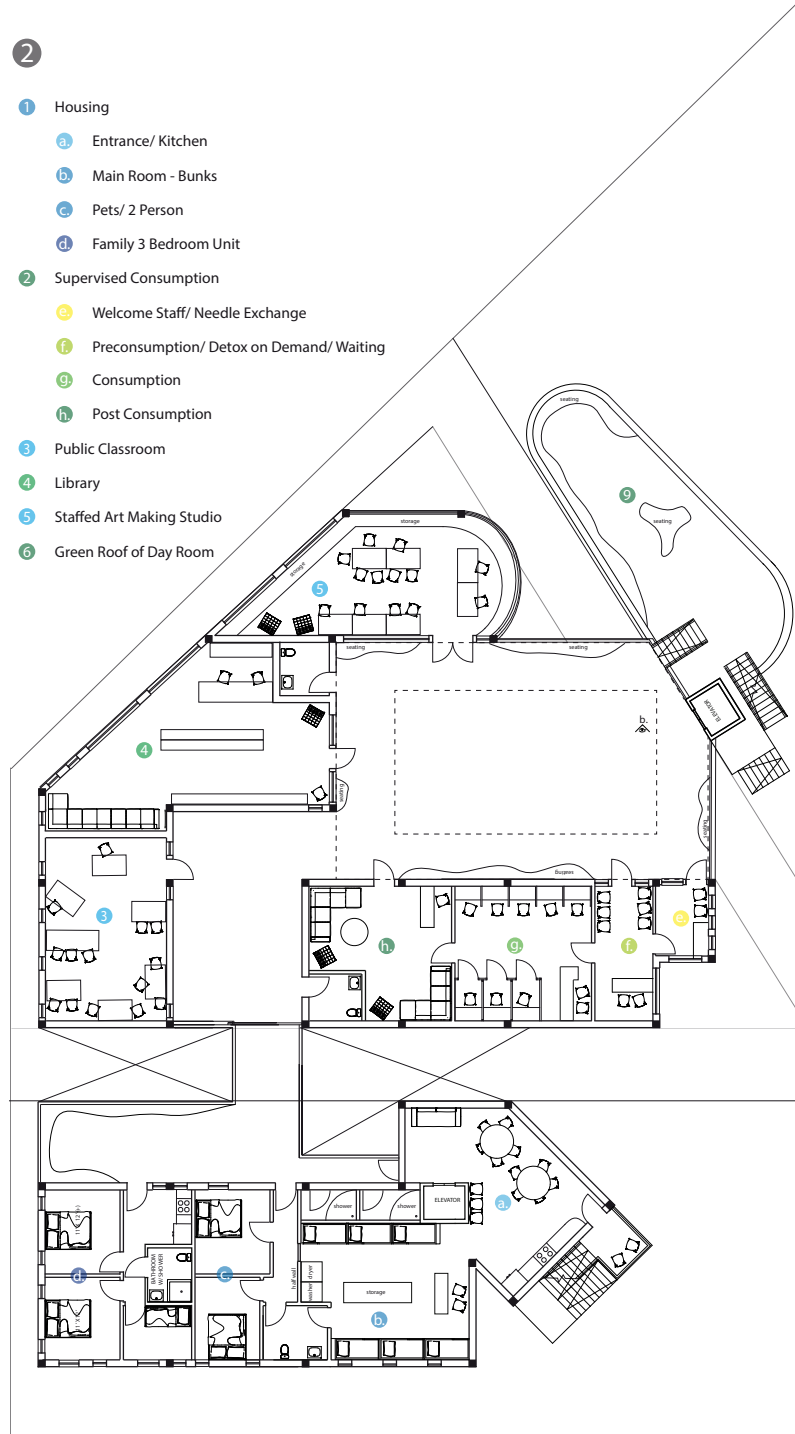 2
1 Housing
a. Entrance/ Kitchen
b. Main Room - Bunks
c. Pets/ 2 Person
d. Family 3 Bedroom Unit
2 Supervised Consumption
e. Welcome Staff/ Needle Exchange
f. Preconsumption/ Detox on Demand/ Waiting
g. Consumption
h. Post Consumption
3 Public Classroom
4 Library
5 Staffed Art Making Studio
6 Green Roof of Day Room
seating
9
seating
storage
storage
5
seating
seating
ELEVATOR
b.
4
seating
seating
Buzees
3
h.
g.
f.
e.
a.
ELEVATOR
shower
shower
BATHROOM
W/ SHOWER
d.
c.
half wall
washer dryer
storage
b.